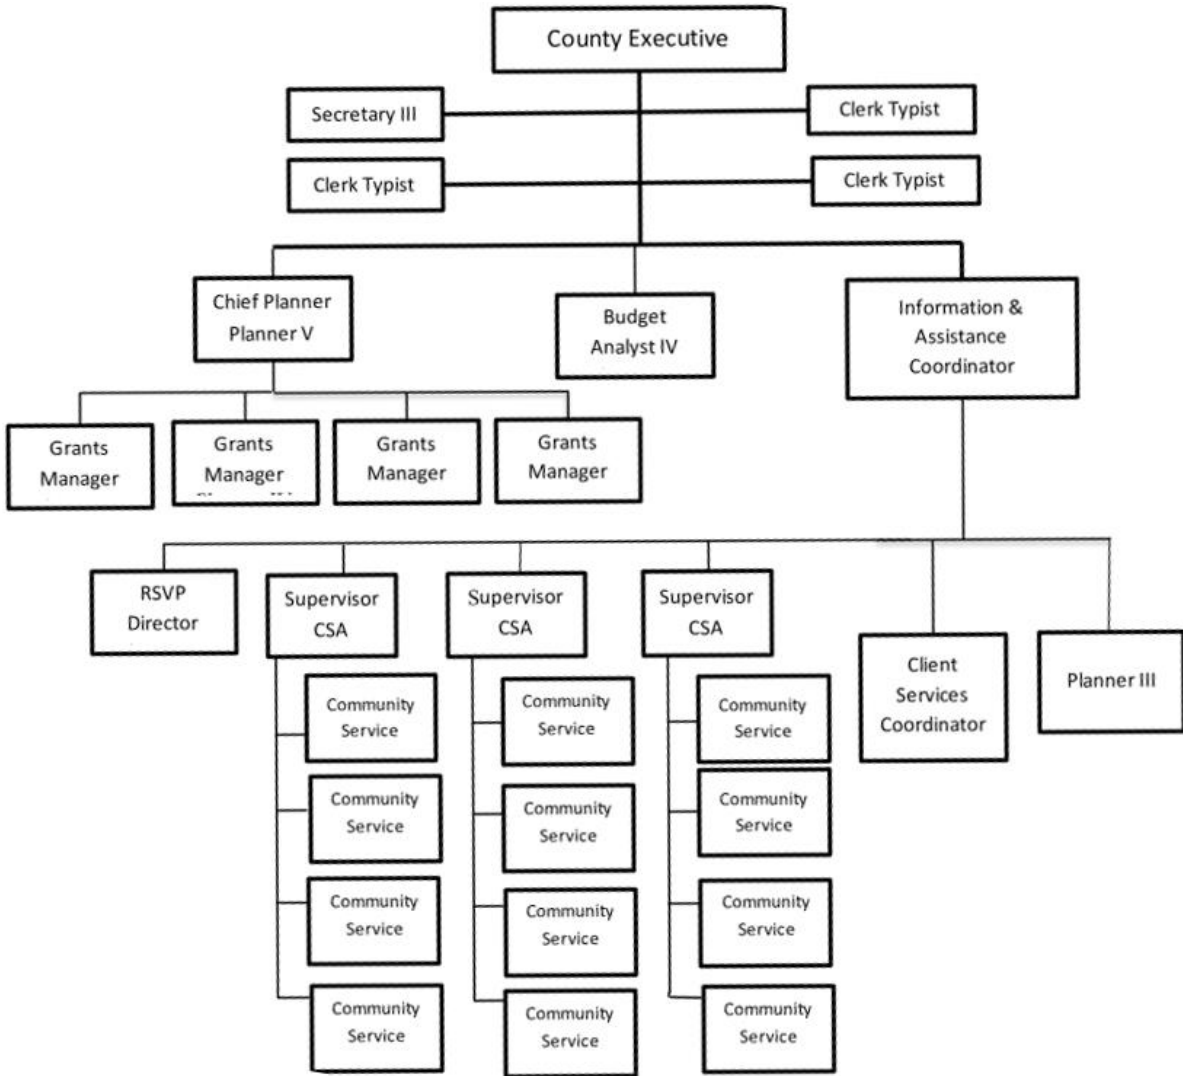 County Executive
Secretary III
Clerk Typist
Clerk Typist
Clerk Typist
Chief Planner
Planner V
Budget
Analyst IV
Information &
Assistance
Coordinator
Grants
Manager
Grants
Manager
Grants
Manager
Grants
Manager
RSVP
Director
Supervisor
CSA
Supervisor
CSA
Supervisor
CSA
Client
Services
Coordinator
Planner III
Community
Service
Community
Service
Community
Service
Community
Service
Community
Service
Community
Service
Community
Service
Community
Service
Community
Service
Community
Service
Community
Service
Community
Service